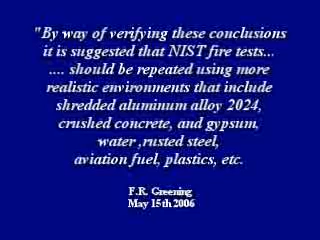 "By way of verifying these conclusions
it is suggested that NIST fire tests...
.... should be repeated using more
realistic environments that include
shredded aluminum alloy 2024,
crushed concrete, and gypsum,
water ,rusted steel,
aviation fuel, plastics, etc.
F.R. Greening
May 15th 2006